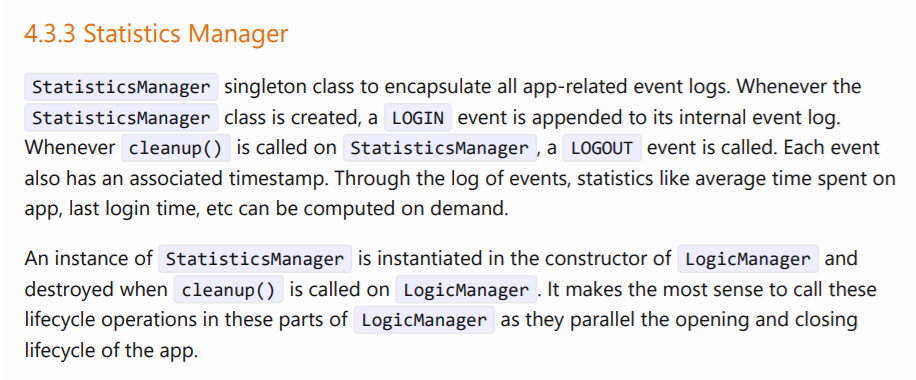 4.3.3 Statistics Manager
StatisticsManager singleton class to encapsulate all app-related event logs. Whenever the
StatisticsManager class is created, a LOGIN event is appended to its internal event log.
Whenever cleanup() is called on StatisticsManager, a LOGOUT event is called. Each event
also has an associated timestamp. Through the log of events, statistics like average time spent on
app, last login time, etc can be computed on demand.
An instance of StatisticsManager is instantiated in the constructor of LogicManager and
destroyed when cleanup() is called on LogicManager. It makes the most sense to call these
lifecycle operations in these parts of LogicManager as they parallel the opening and closing
lifecycle of the app.